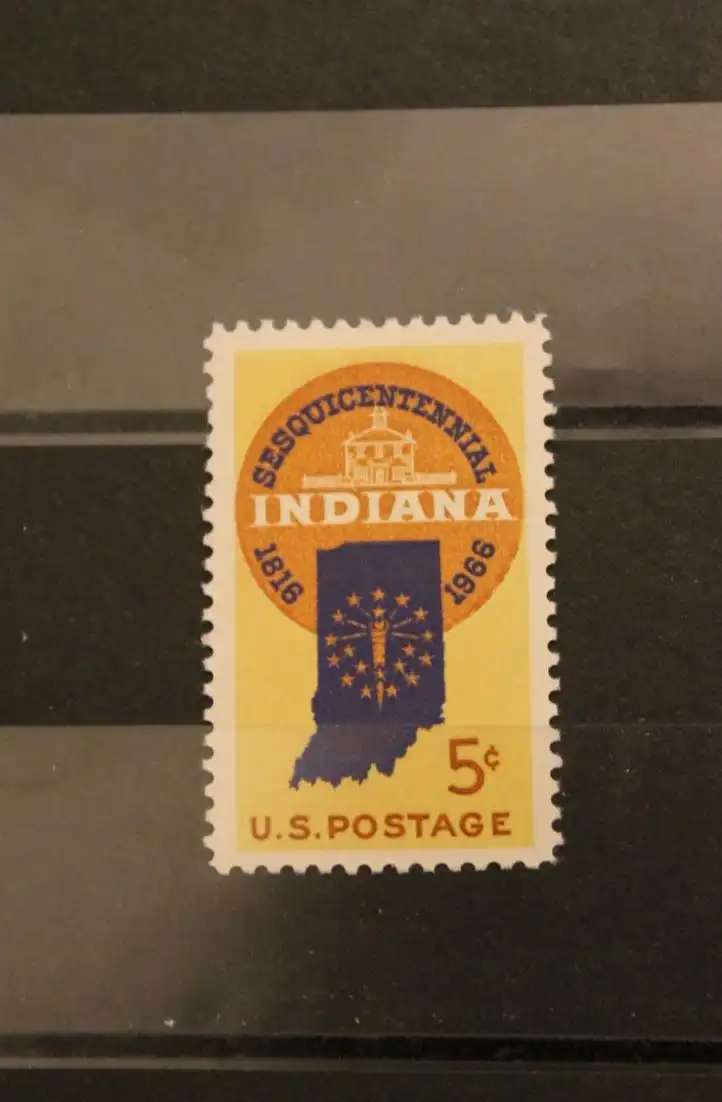 SESQUICENTENNIAL
INDIANA
1816 1966
5¢
U.S. POSTAGE